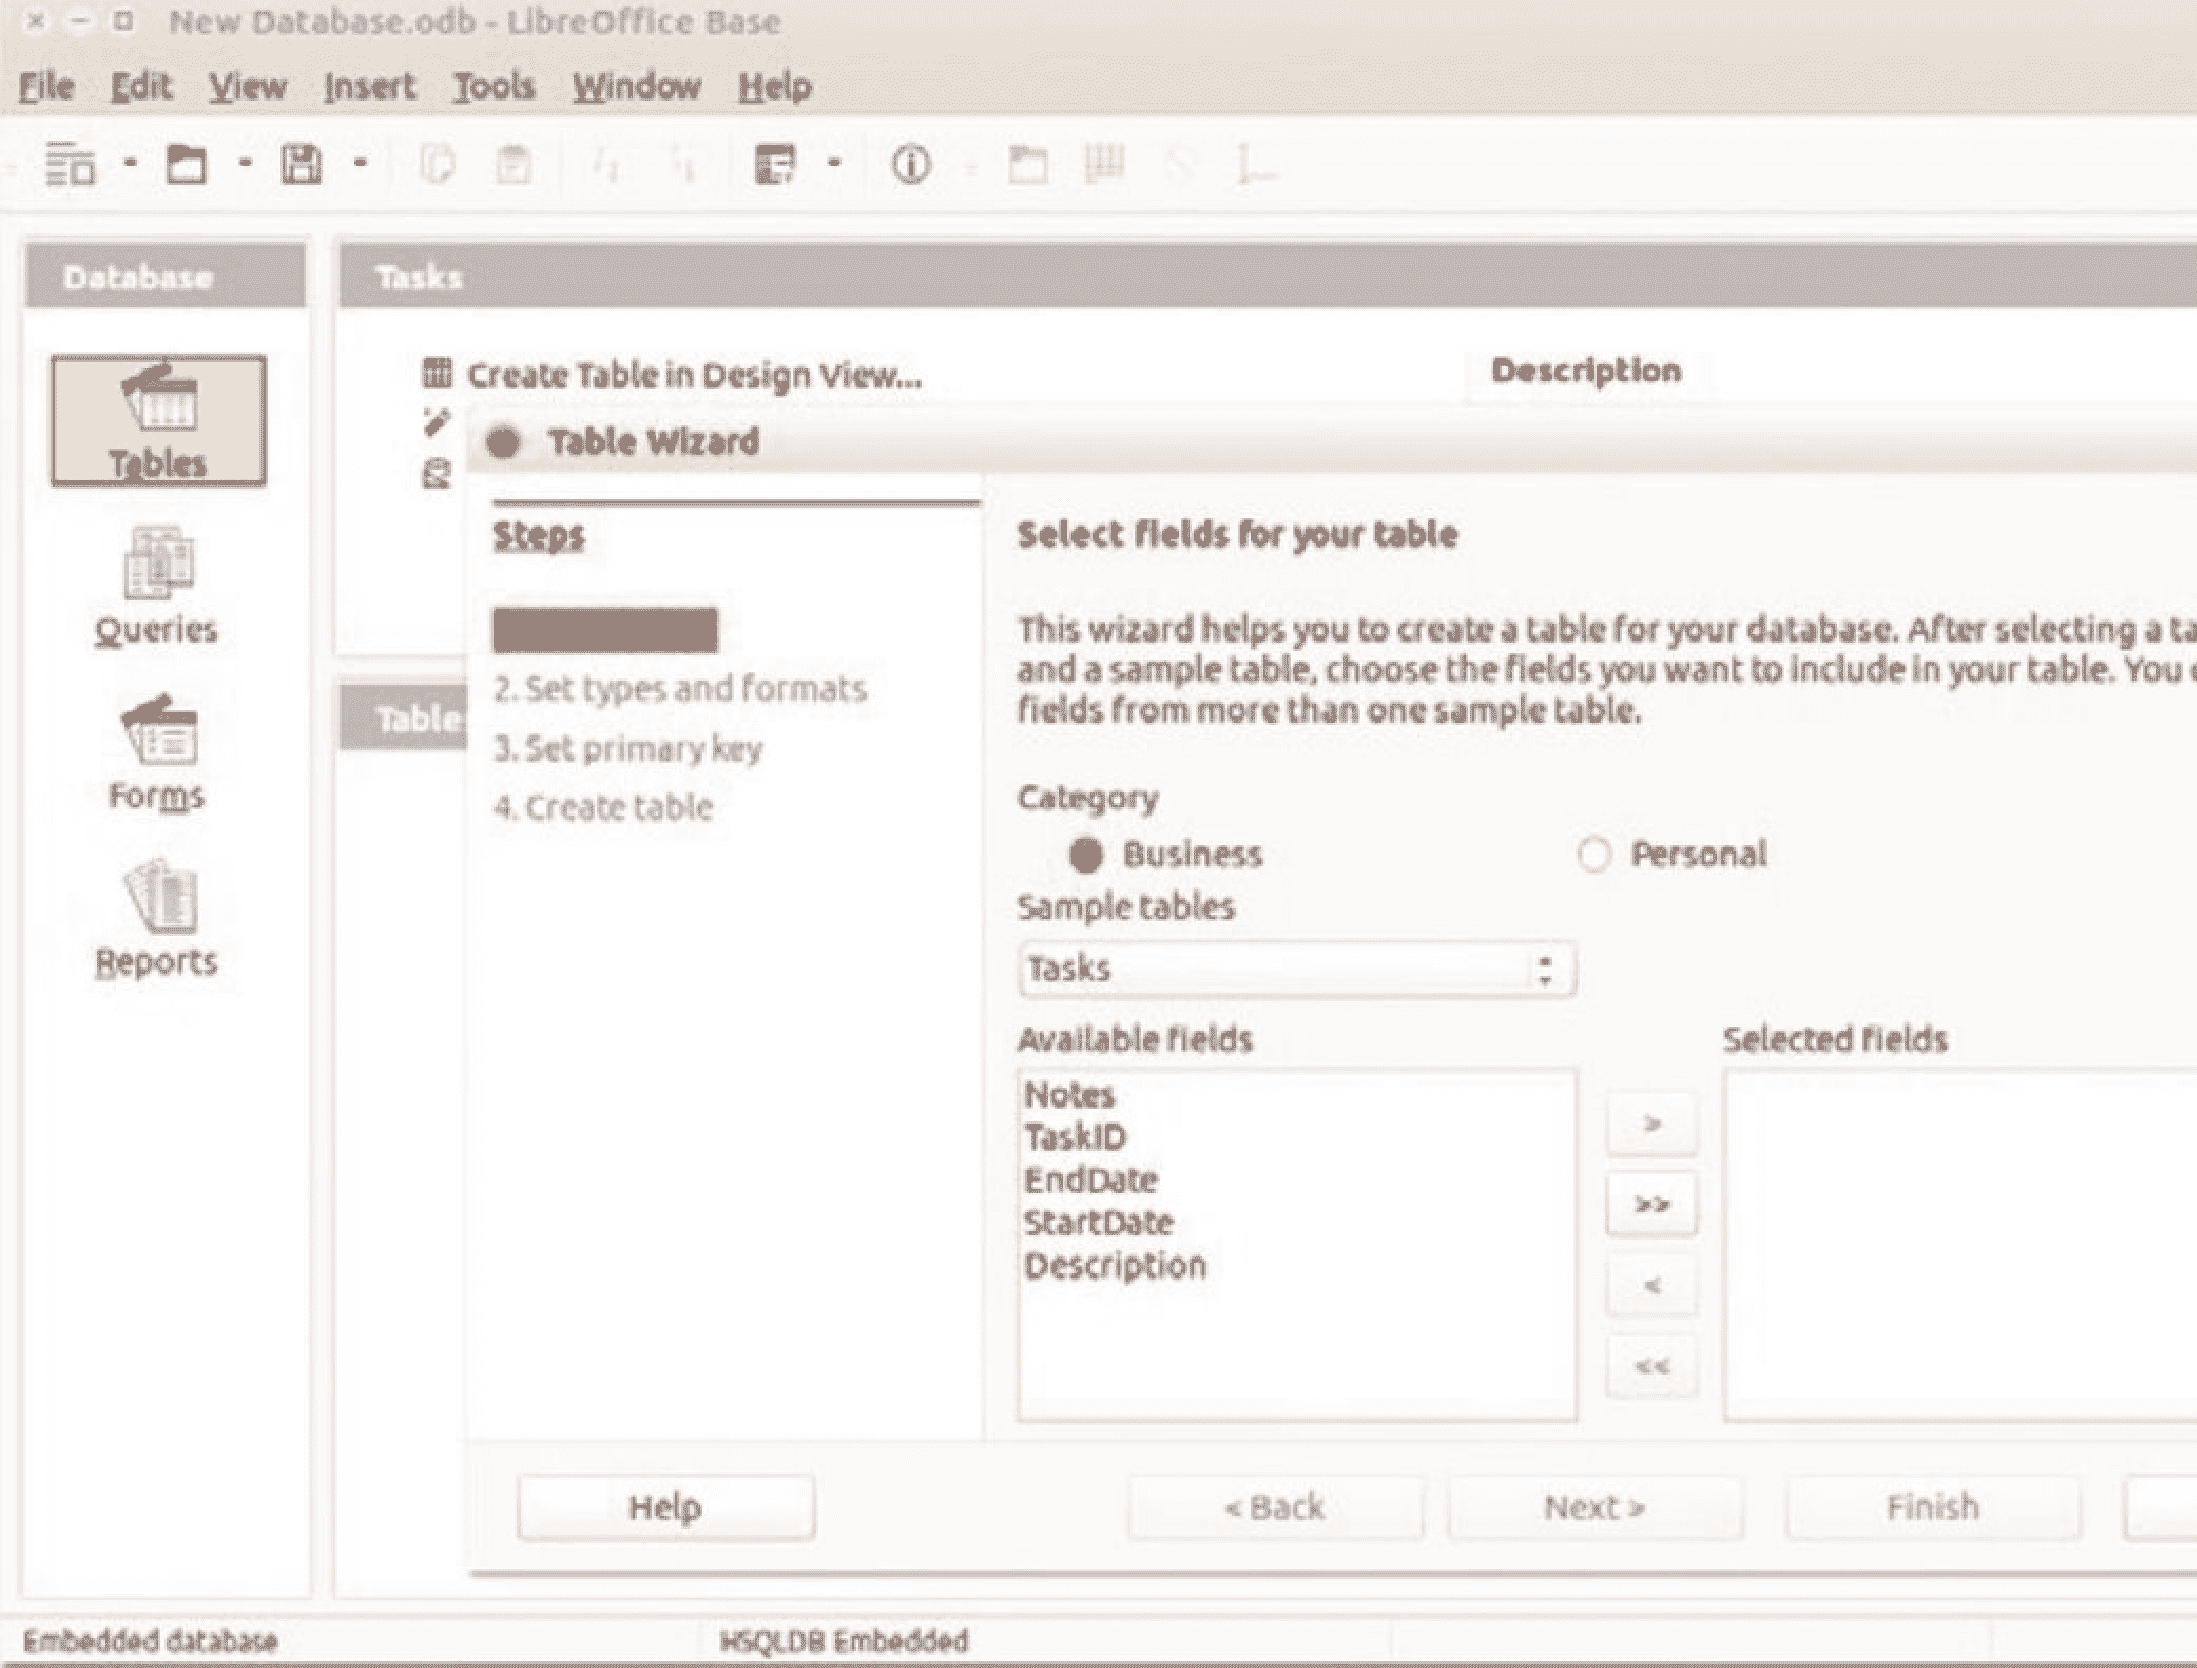 New Database.odb - LibreOffice Base
File Edit View Insert Tools Window Help
Database
Tables
Queries
Forms
Reports
Tasks
Create Table in Design View...
Description
Table Wizard
Steps
2. Set types and formats
3. Set primary key
4. Create table
Select fields for your table
This wizard helps you to create a table for your database. After selecting a ta
and a sample table, choose the fields you want to include in your table. You
fields from more than one sample table.
Category
Business Personal
Sample tables
Tasks
Available fields
Selected fields
Notes
TaskID
EndDate
StartDate
Description
>
>>
<
<<
Help
< Back
Next >
Finish
Table
Embedded database
HSQLDB Embedded